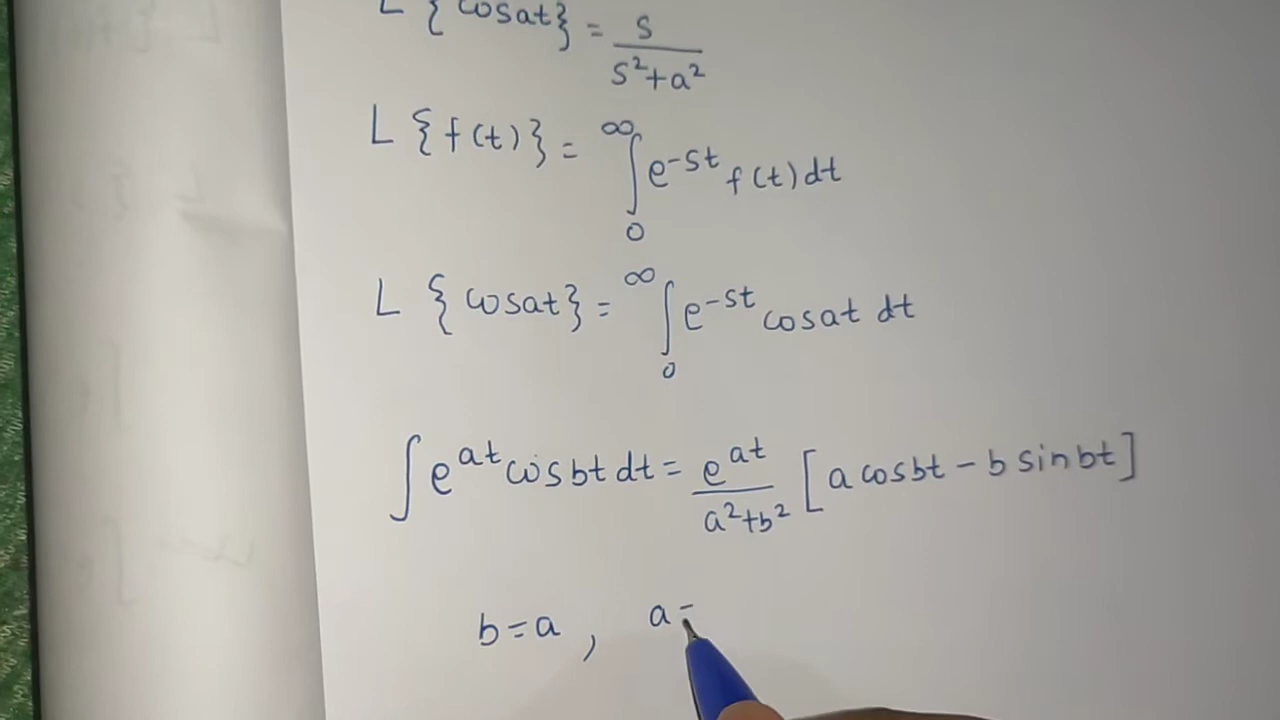 L {cosat} = s/s²+a²
L {f(t)} = ∞∫0 e^-st f(t)dt
L {cosat} = ∞∫0 e^-st cosat dt
∫e^at cosbt dt = e^at/a²+b² [a cosbt - b sinbt]
b=a , a=